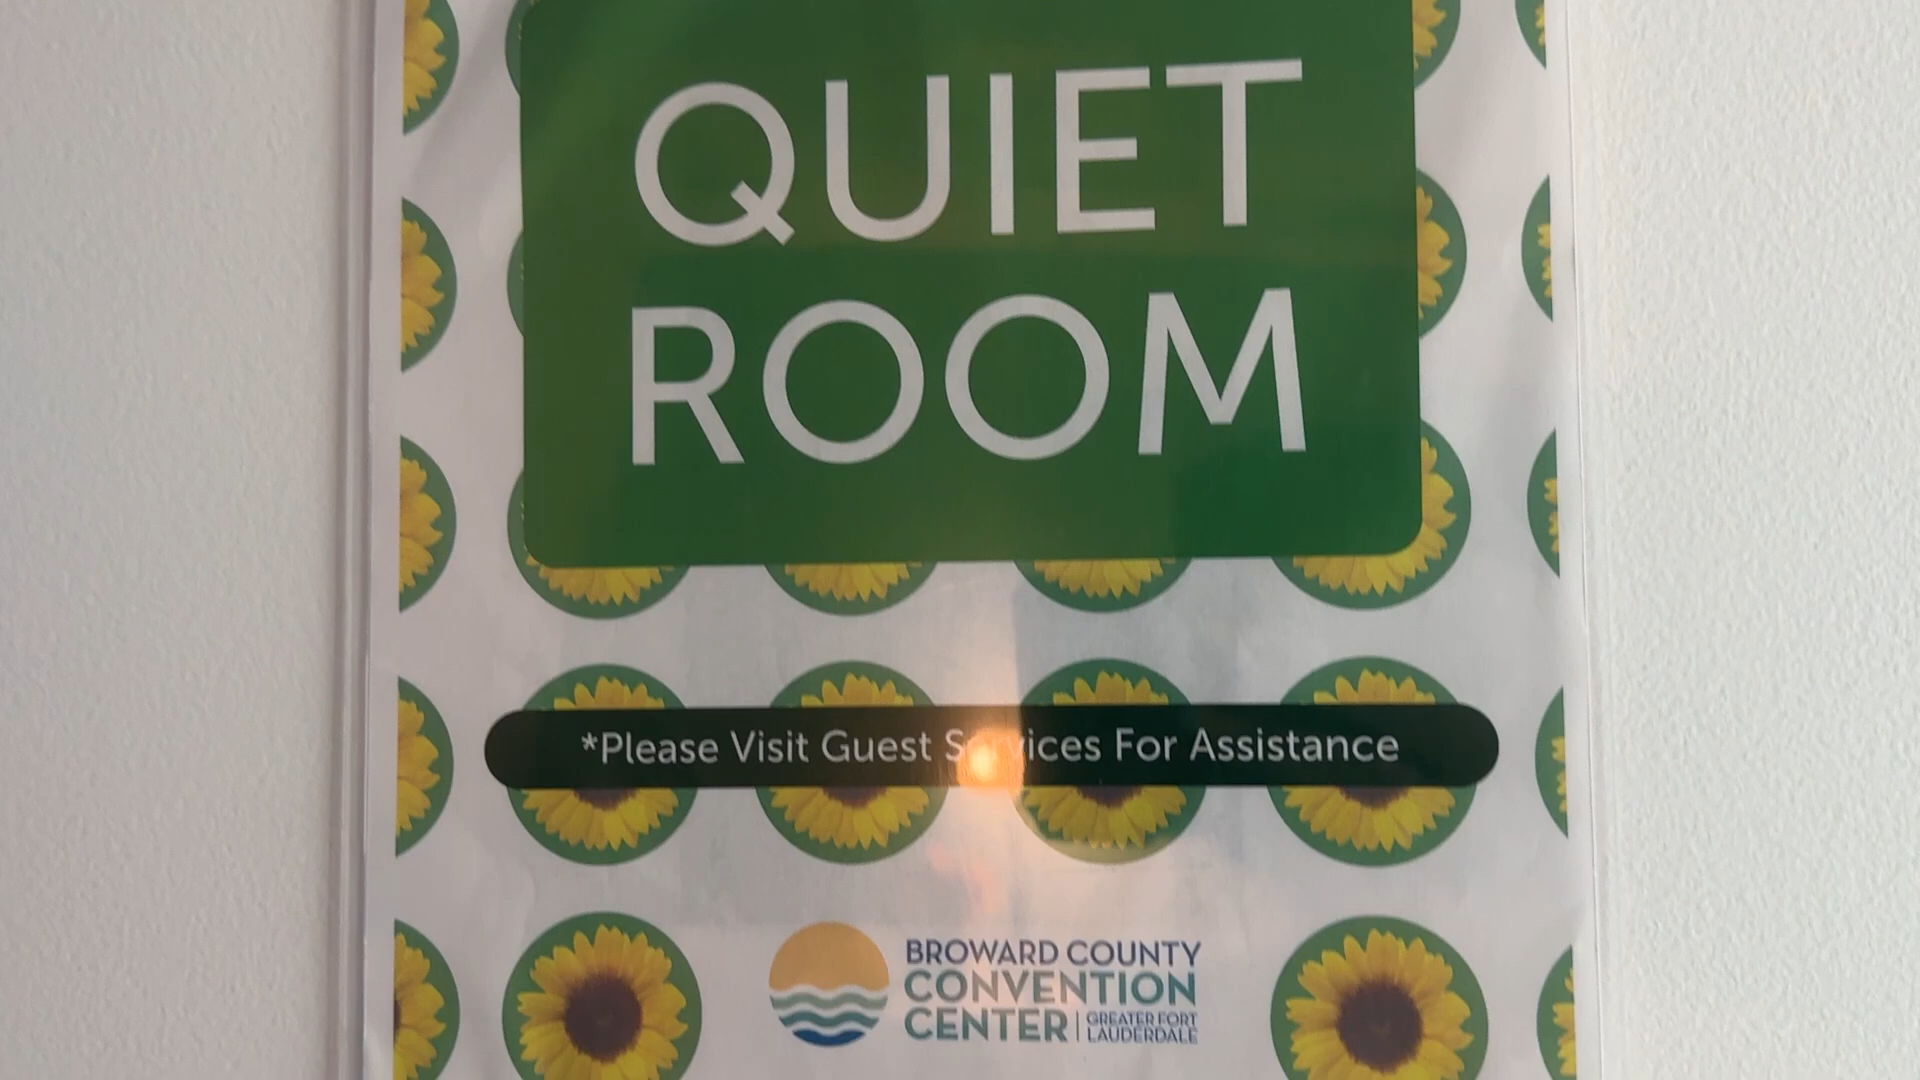 QUIET
ROOM
*Please Visit Guest Services For Assistance
BROWARD COUNTY
CONVENTION
CENTER | GREATER FORT
LAUDERDALE